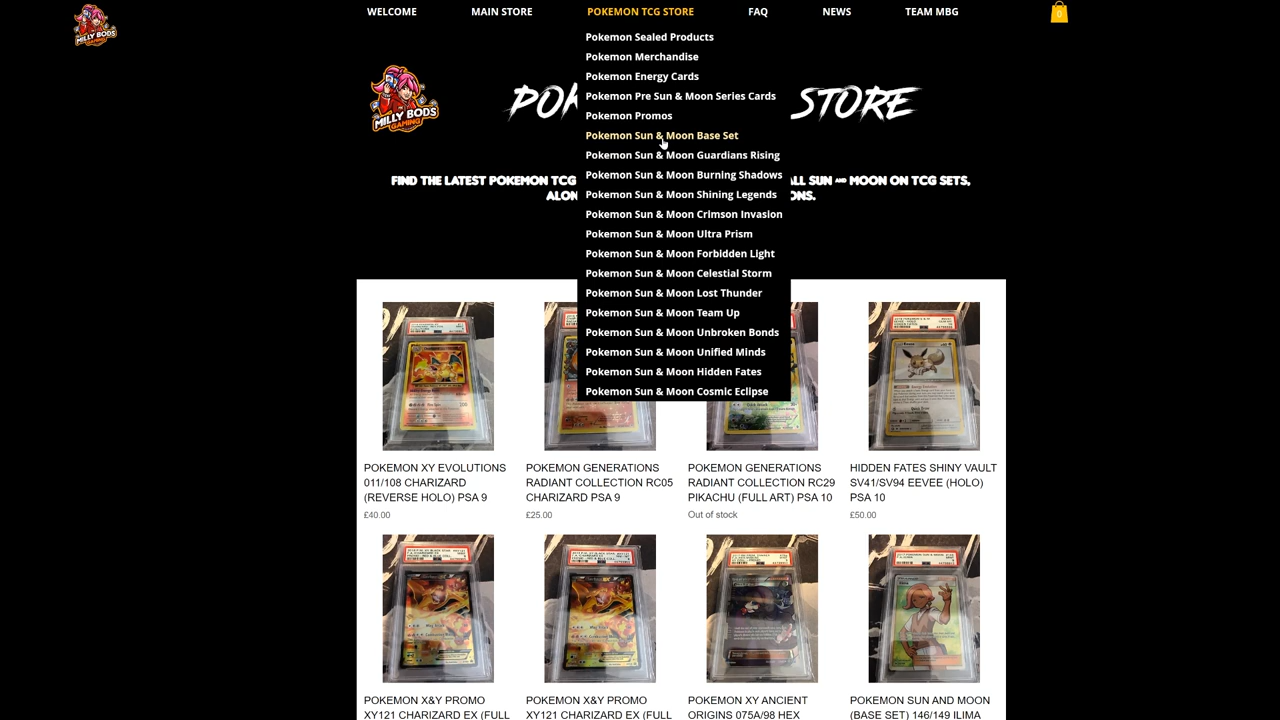 WELCOME
MAIN STORE
POKEMON TCG STORE
FAQ
NEWS
TEAM MBG
0
MILLY BODS
GAMING
Pokemon Sealed Products
Pokemon Merchandise
Pokemon Energy Cards
Pokemon Pre Sun & Moon Series Cards
Pokemon Promos
Pokemon Sun & Moon Base Set
Pokemon Sun & Moon Guardians Rising
Pokemon Sun & Moon Burning Shadows
Pokemon Sun & Moon Shining Legends
Pokemon Sun & Moon Crimson Invasion
Pokemon Sun & Moon Ultra Prism
Pokemon Sun & Moon Forbidden Light
Pokemon Sun & Moon Celestial Storm
Pokemon Sun & Moon Lost Thunder
Pokemon Sun & Moon Team Up
Pokemon Sun & Moon Unbroken Bonds
Pokemon Sun & Moon Unified Minds
Pokemon Sun & Moon Hidden Fates
Pokemon Sun & Moon Cosmic Eclipse
MILLY BODS
GAMING
POK STORE
FIND THE LATEST POKEMON TCG ALL SUN AND MOON ON TCG SETS,
ALON ONS.
POKEMON XY EVOLUTIONS
011/108 CHARIZARD
(REVERSE HOLO) PSA 9
£40.00
POKEMON GENERATIONS
RADIANT COLLECTION RC05
CHARIZARD PSA 9
£25.00
POKEMON GENERATIONS
RADIANT COLLECTION RC29
PIKACHU (FULL ART) PSA 10
Out of stock
HIDDEN FATES SHINY VAULT
SV41/SV94 EEVEE (HOLO)
PSA 10
£50.00
POKEMON X&Y PROMO
XY121 CHARIZARD EX (FULL
POKEMON X&Y PROMO
XY121 CHARIZARD EX (FULL
POKEMON XY ANCIENT
ORIGINS 075A/98 HEX
POKEMON SUN AND MOON
(BASE SET) 146/149 ILIMA